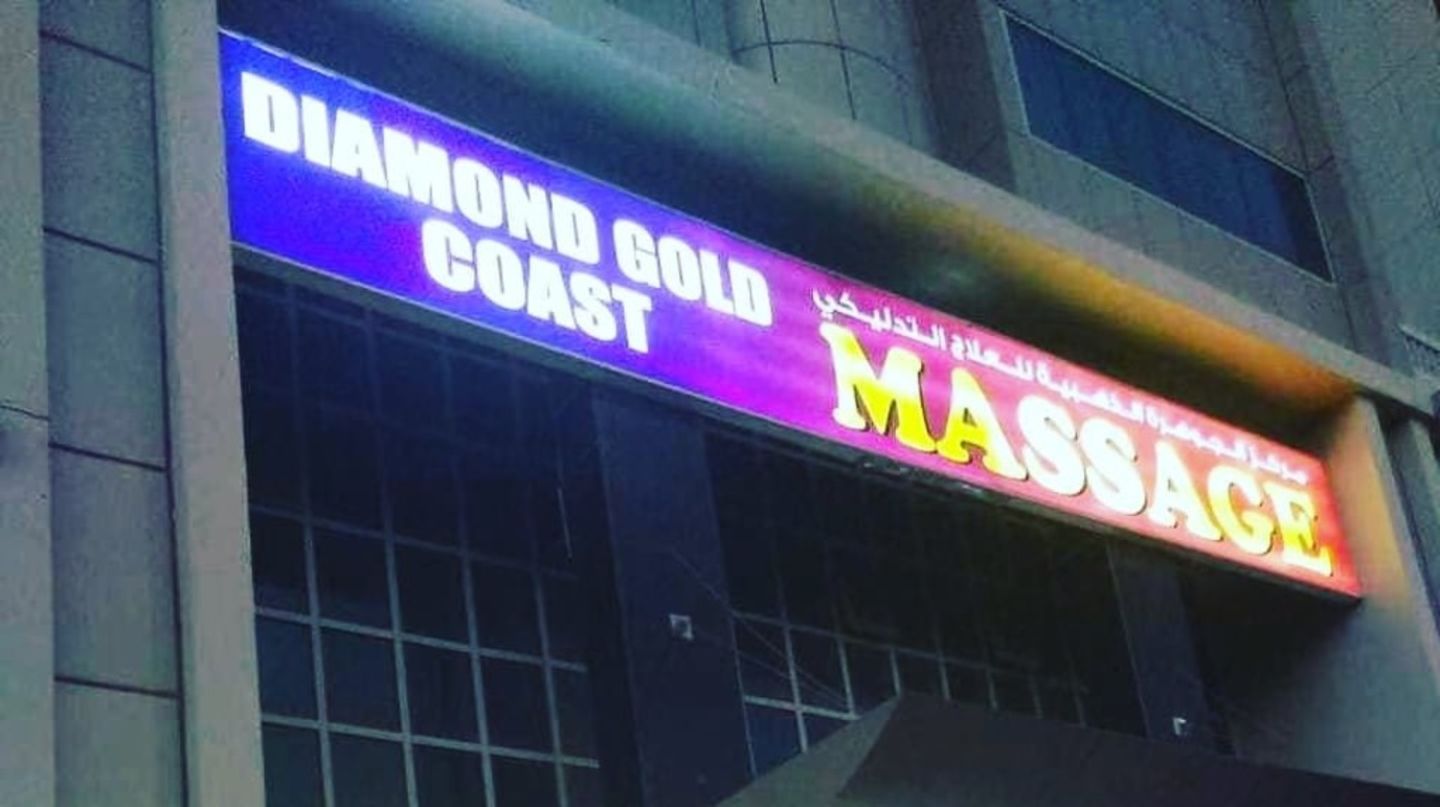 DIAMOND GOLD
COAST
مركز الجوهرة الذهبية للعلاج التدليكي
MASSAGE